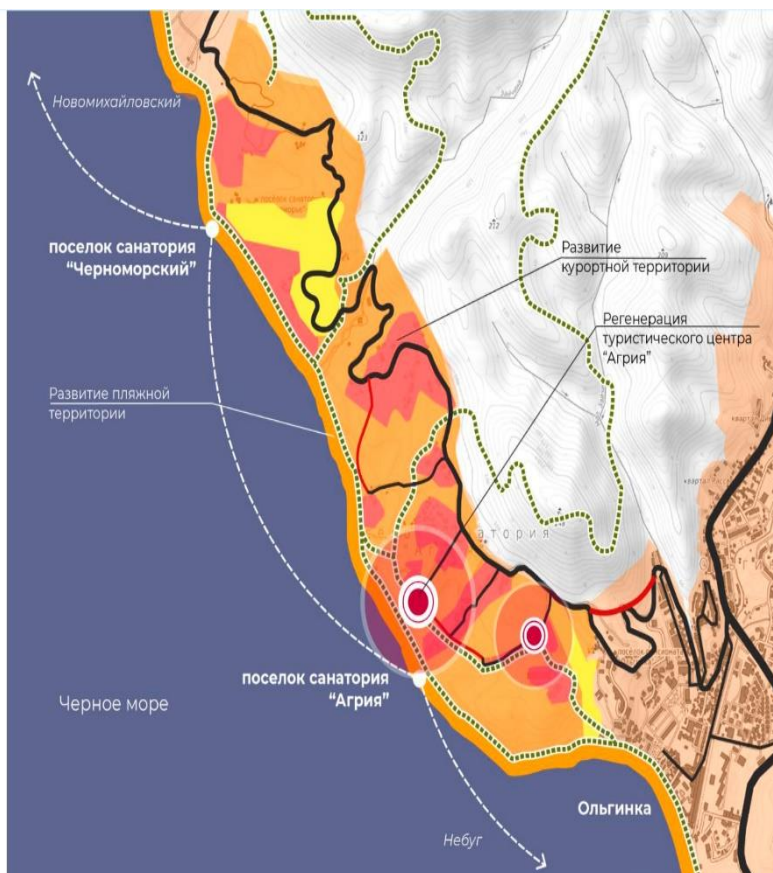 Новомихайловский
поселок санатория
“Черноморский”
Развитие
курортной территории
Регенерация
туристического центра
“Агрия”
Развитие пляжной
территории
поселок санатория
“Агрия”
Черное море
Ольгинка
Небуг